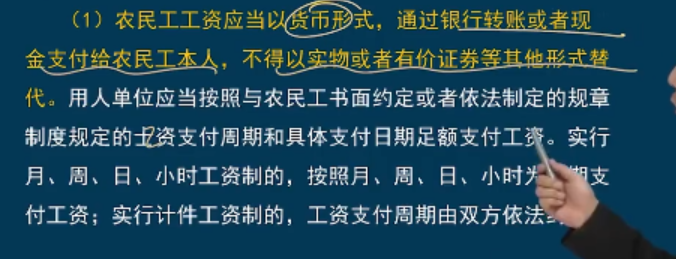 （1）农民工工资应当以货币形式，通过银行转账或者现
金支付给农民工本人，不得以实物或者有价证券等其他形式替
代。用人单位应当按照与农民工书面约定或者依法制定的规章
制度规定的工资支付周期和具体支付日期足额支付工资。实行
月、周、日、小时工资制的，按照月、周、日、小时为 期支
付工资；实行计件工资制的，工资支付周期由双方依法